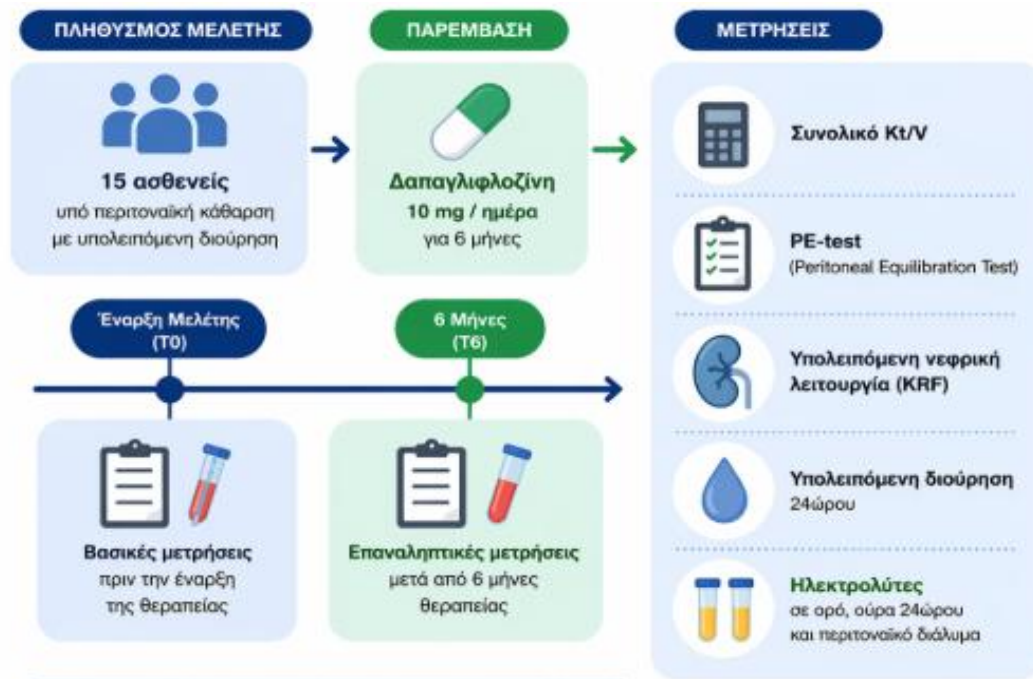 ΠΛΗΘΥΣΜΟΣ ΜΕΛΕΤΗΣ
15 ασθενείς
υπό περιτοναϊκή κάθαρση
με υπολειπόμενη διούρηση
ΠΑΡΕΜΒΑΣΗ
Δαπαγλιφλοζίνη
10 mg / ημέρα
για 6 μήνες
Έναρξη Μελέτης
(T0)
Βασικές μετρήσεις
πριν την έναρξη
της θεραπείας
6 Μήνες
(T6)
Επαναληπτικές μετρήσεις
μετά από 6 μήνες
θεραπείας
ΜΕΤΡΗΣΕΙΣ
Συνολικό Kt/V
PE-test
(Peritoneal Equilibration Test)
Υπολειπόμενη νεφρική
λειτουργία (KRF)
Υπολειπόμενη διούρηση
24ώρου
Ηλεκτρολύτες
σε ορό, ούρα 24ώρου
και περιτοναϊκό διάλυμα